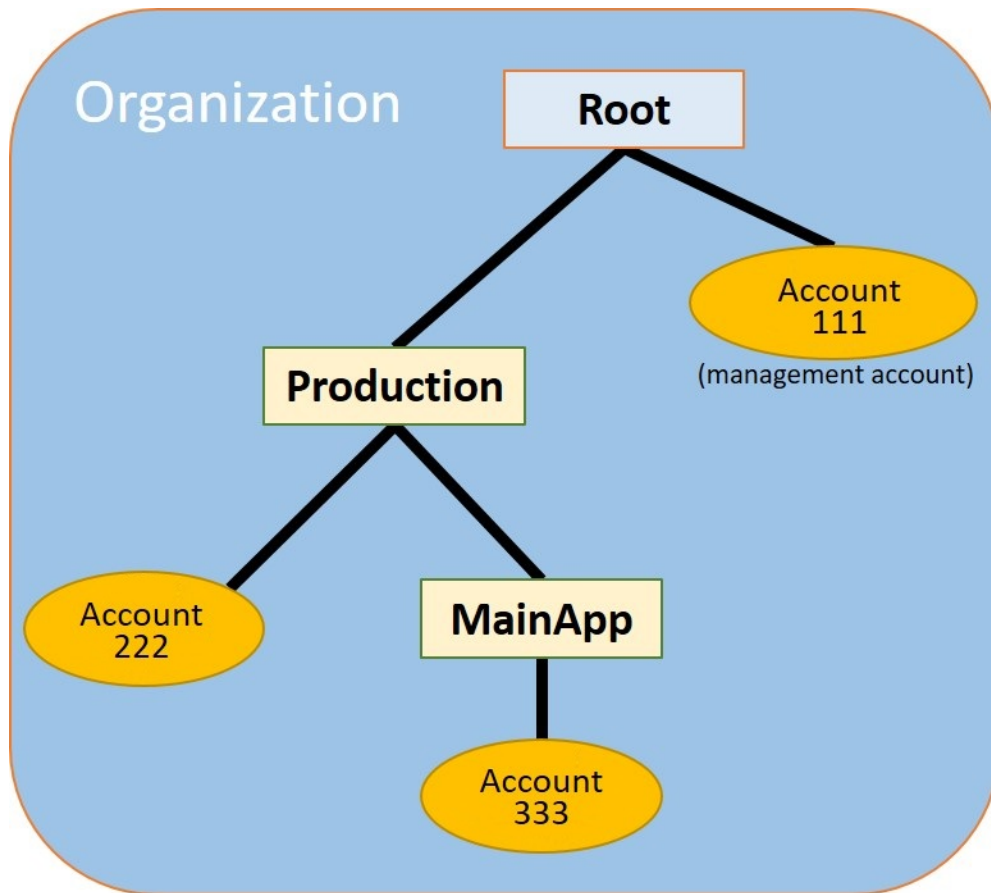 Organization
Root
Account
111
(management account)
Production
Account
222
MainApp
Account
333